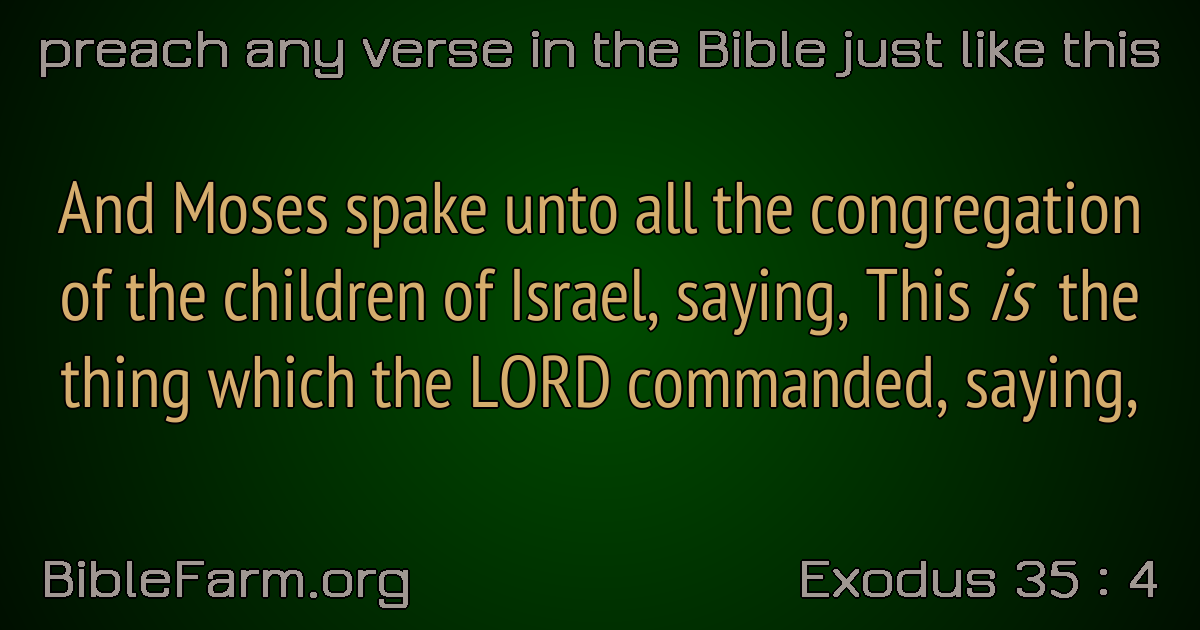 preach any verse in the Bible just like this
And Moses spake unto all the congregation
of the children of Israel, saying, This is the
thing which the LORD commanded, saying,
BibleFarm.org
Exodus 35 : 4